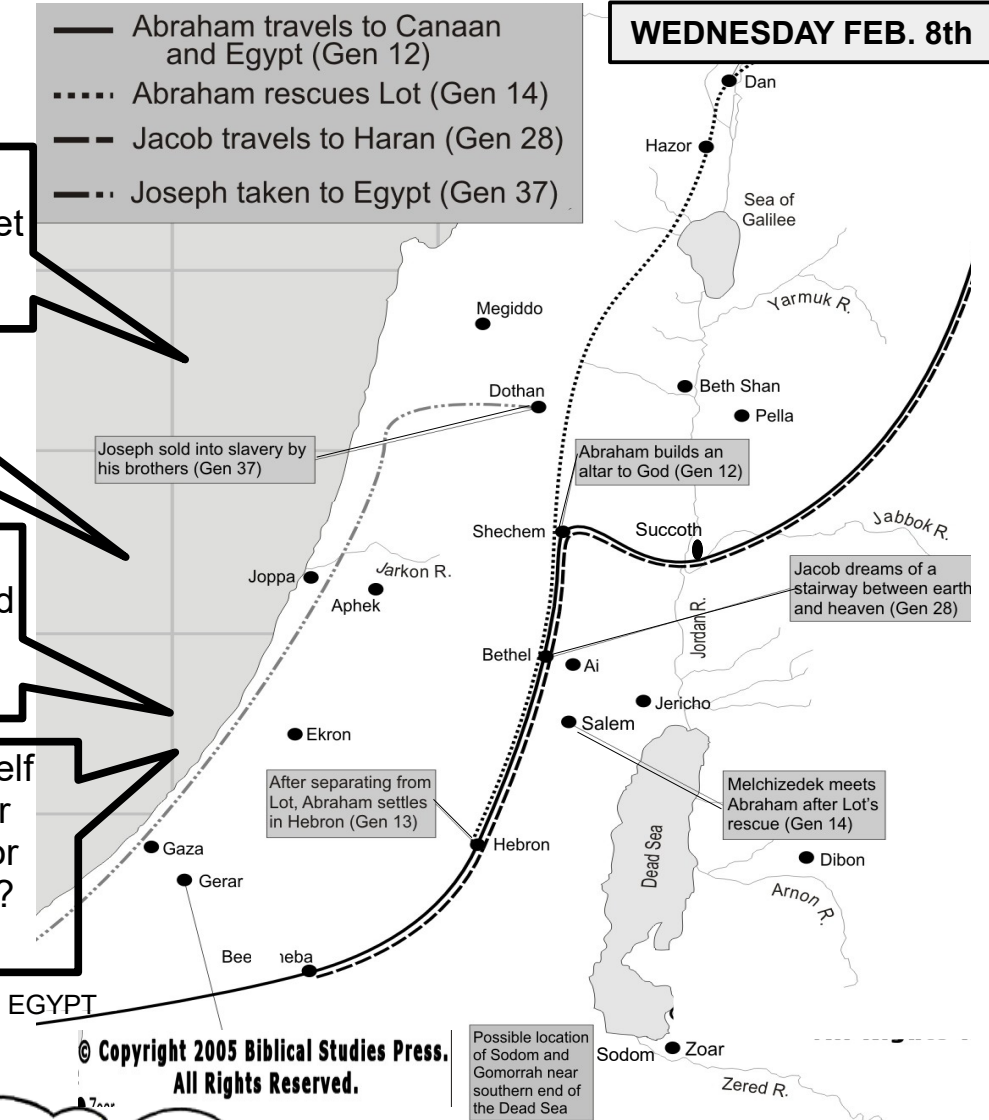 WEDNESDAY FEB. 8th
Abraham travels to Canaan
and Egypt (Gen 12)
Abraham rescues Lot (Gen 14)
Jacob travels to Haran (Gen 28)
Joseph taken to Egypt (Gen 37)
Dan
Hazor
Sea of
Galilee
Yarmuk R.
Megiddo
Dothan
Beth Shan
Pella
Joseph sold into slavery by
his brothers (Gen 37)
Abraham builds an
altar to God (Gen 12)
Shechem
Succoth
Jabbok R.
Joppa
Jarkon R.
Aphek
Jacob dreams of a
stairway between earth
and heaven (Gen 28)
Jordan R.
Bethel
Ai
Jericho
Salem
Ekron
After separating from
Lot, Abraham settles
in Hebron (Gen 13)
Melchizedek meets
Abraham after Lot's
rescue (Gen 14)
Hebron
Dead Sea
Dibon
Arnon R.
Gaza
Gerar
or
?
EGYPT
© Copyright 2005 Biblical Studies Press.
All Rights Reserved.
Possible location
of Sodom and
Gomorrah near
southern end of
the Dead Sea
Sodom
Zoar
Zered R.